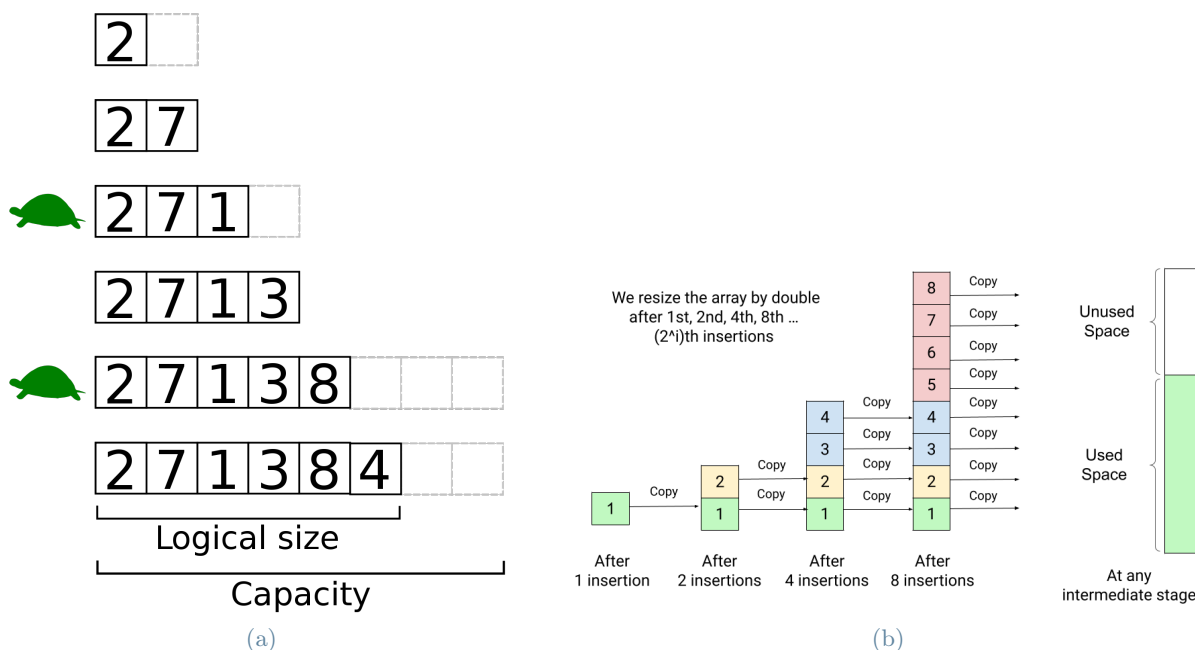 2
2 7
2 7 1
2 7 1 3
2 7 1 3 8
2 7 1 3 8 4
Logical size
Capacity
(a)
We resize the array by double
after 1st, 2nd, 4th, 8th ...
(2^i)th insertions
8 Copy
7 Copy
6 Copy
5 Copy
4 Copy 4 Copy
3 Copy 3 Copy
2 Copy 2 Copy 2 Copy
1 Copy 1 Copy 1 Copy 1 Copy
After
1 insertion
After
2 insertions
After
4 insertions
After
8 insertions
Unused
Space
Used
Space
At any
intermediate stage
(b)